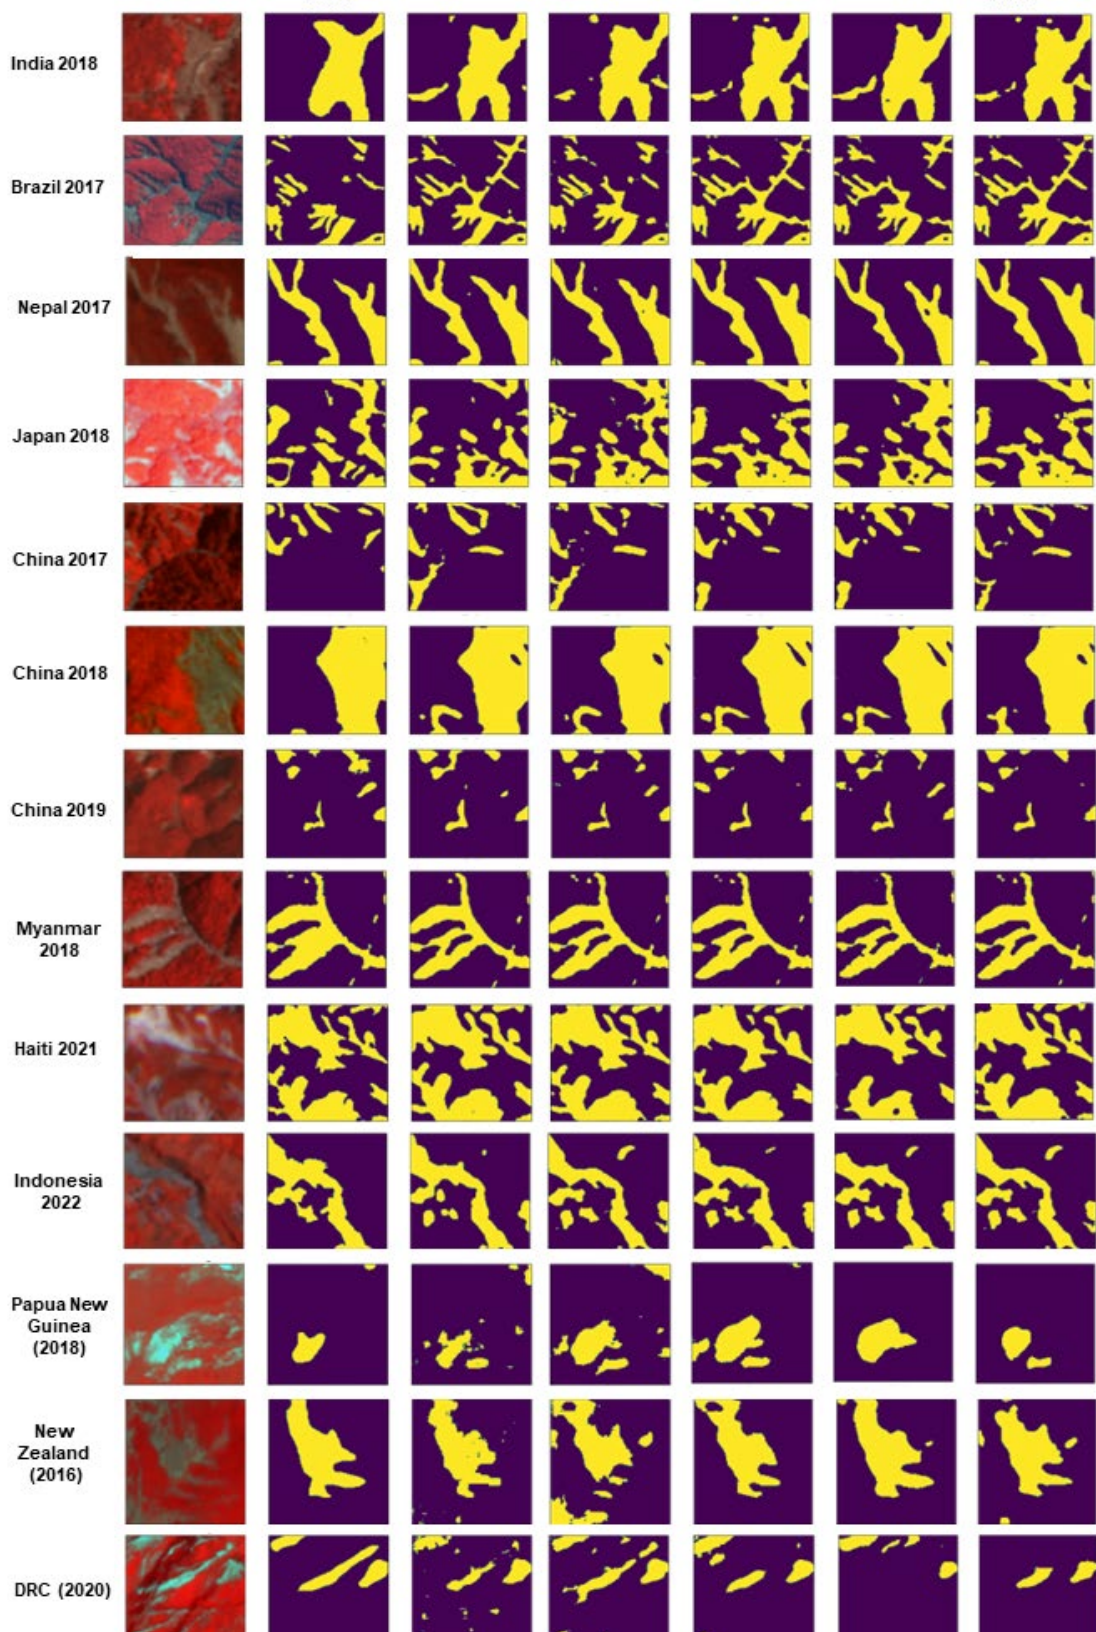 India 2018
Brazil 2017
Nepal 2017
Japan 2018
China 2017
China 2018
China 2019
Myanmar
2018
Haiti 2021
Indonesia
2022
Papua New
Guinea
(2018)
New
Zealand
(2016)
DRC (2020)